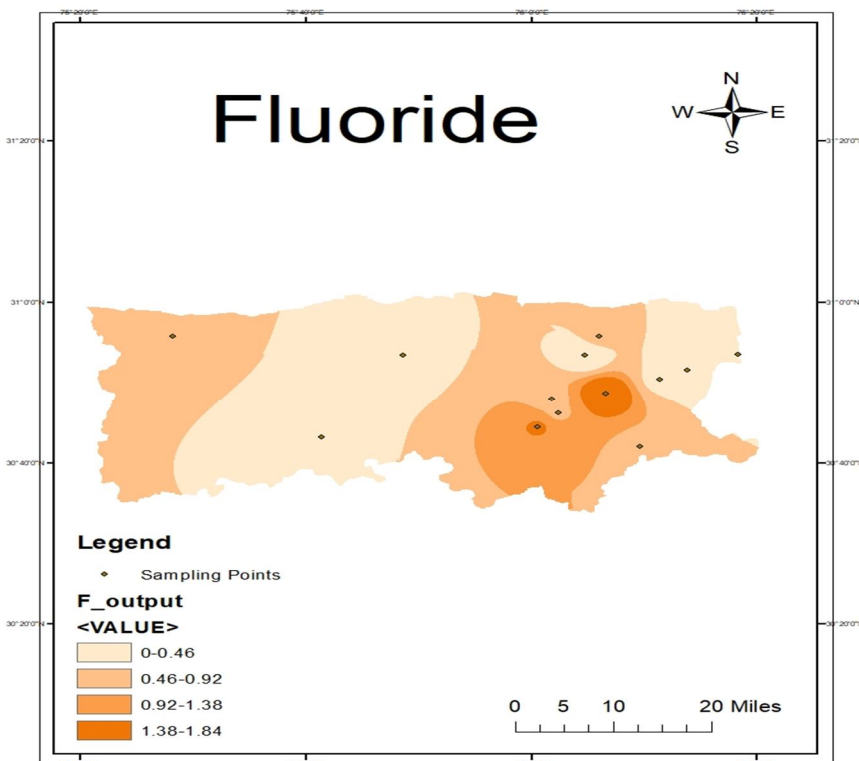 75°20'0"E 75°40'0"E 76°0'0"E 76°20'0"E
Fluoride
N
W E
S
31°20'0"N 31°20'0"N
31°0'0"N 31°0'0"N
30°40'0"N 30°40'0"N
Legend
Sampling Points
F_output
<VALUE>
30°20'0"N 30°20'0"N
0-0.46
0.46-0.92
0.92-1.38
1.38-1.84
0 5 10 20 Miles